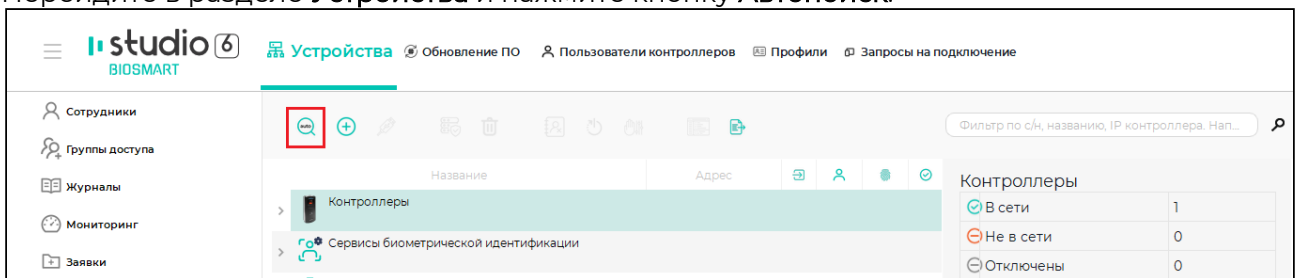 Перейдите в раздело Устройства и нажмите кнопку Автопоиск.
studio 6
BIOSMART
Устройства
Обновление ПО
Пользователи контроллеров
Профили
Запросы на подключение
Сотрудники
Группы доступа
Журналы
Мониторинг
Заявки
auto
Фильтр по с/н, названию, IP контроллера. Нап...
Название
Адрес
Контроллеры
Сервисы биометрической идентификации
Контроллеры
В сети 1
Не в сети 0
Отключены 0